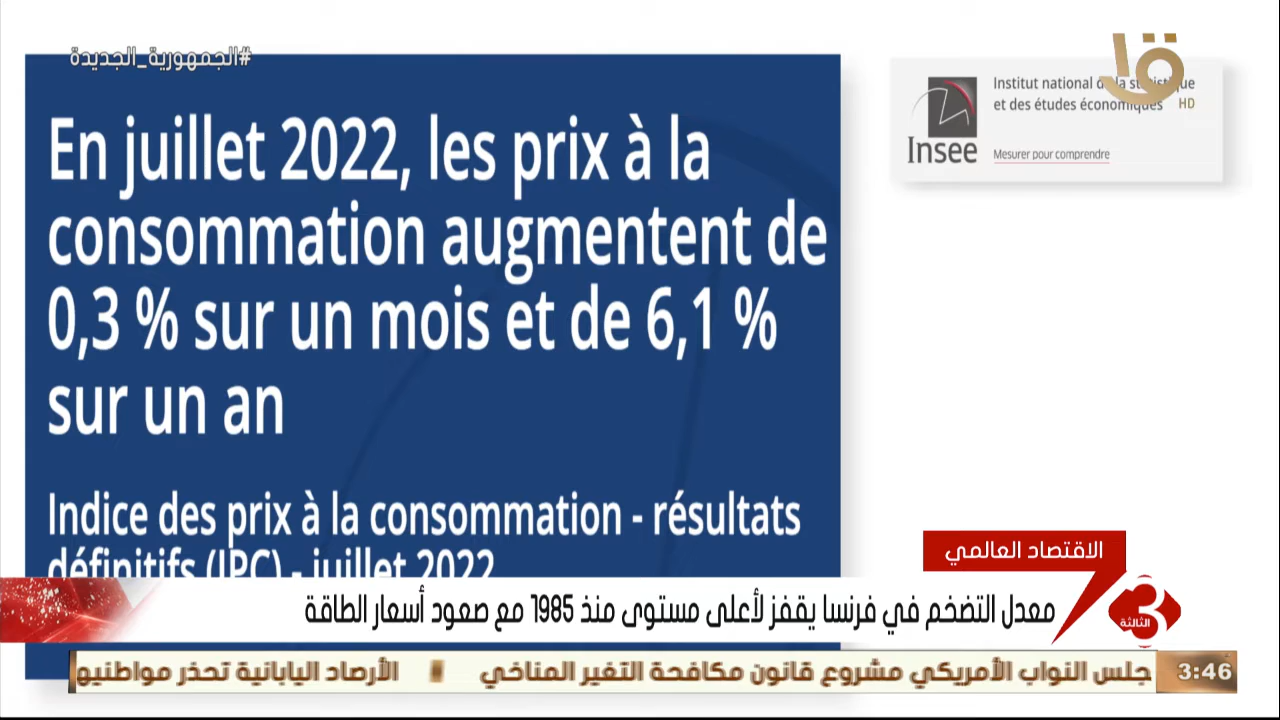 #الجمهورية_الجديدة
HD
Institut national de la statistique
et des études économiques
Insee
Mesurer pour comprendre
En juillet 2022, les prix à la
consommation augmentent de
0,3 % sur un mois et de 6,1 %
sur un an
Indice des prix à la consommation - résultats
définitifs (IPC) - juillet 2022
الاقتصاد العالمي
معدل التضخم في فرنسا يقفز لأعلى مستوى منذ 1985 مع صعود أسعار الطاقة
3
الثالثة
3:46
جلس النواب الأمريكي مشروع قانون مكافحة التغير المناخي
الأرصاد اليابانية تحذر مواطنيها